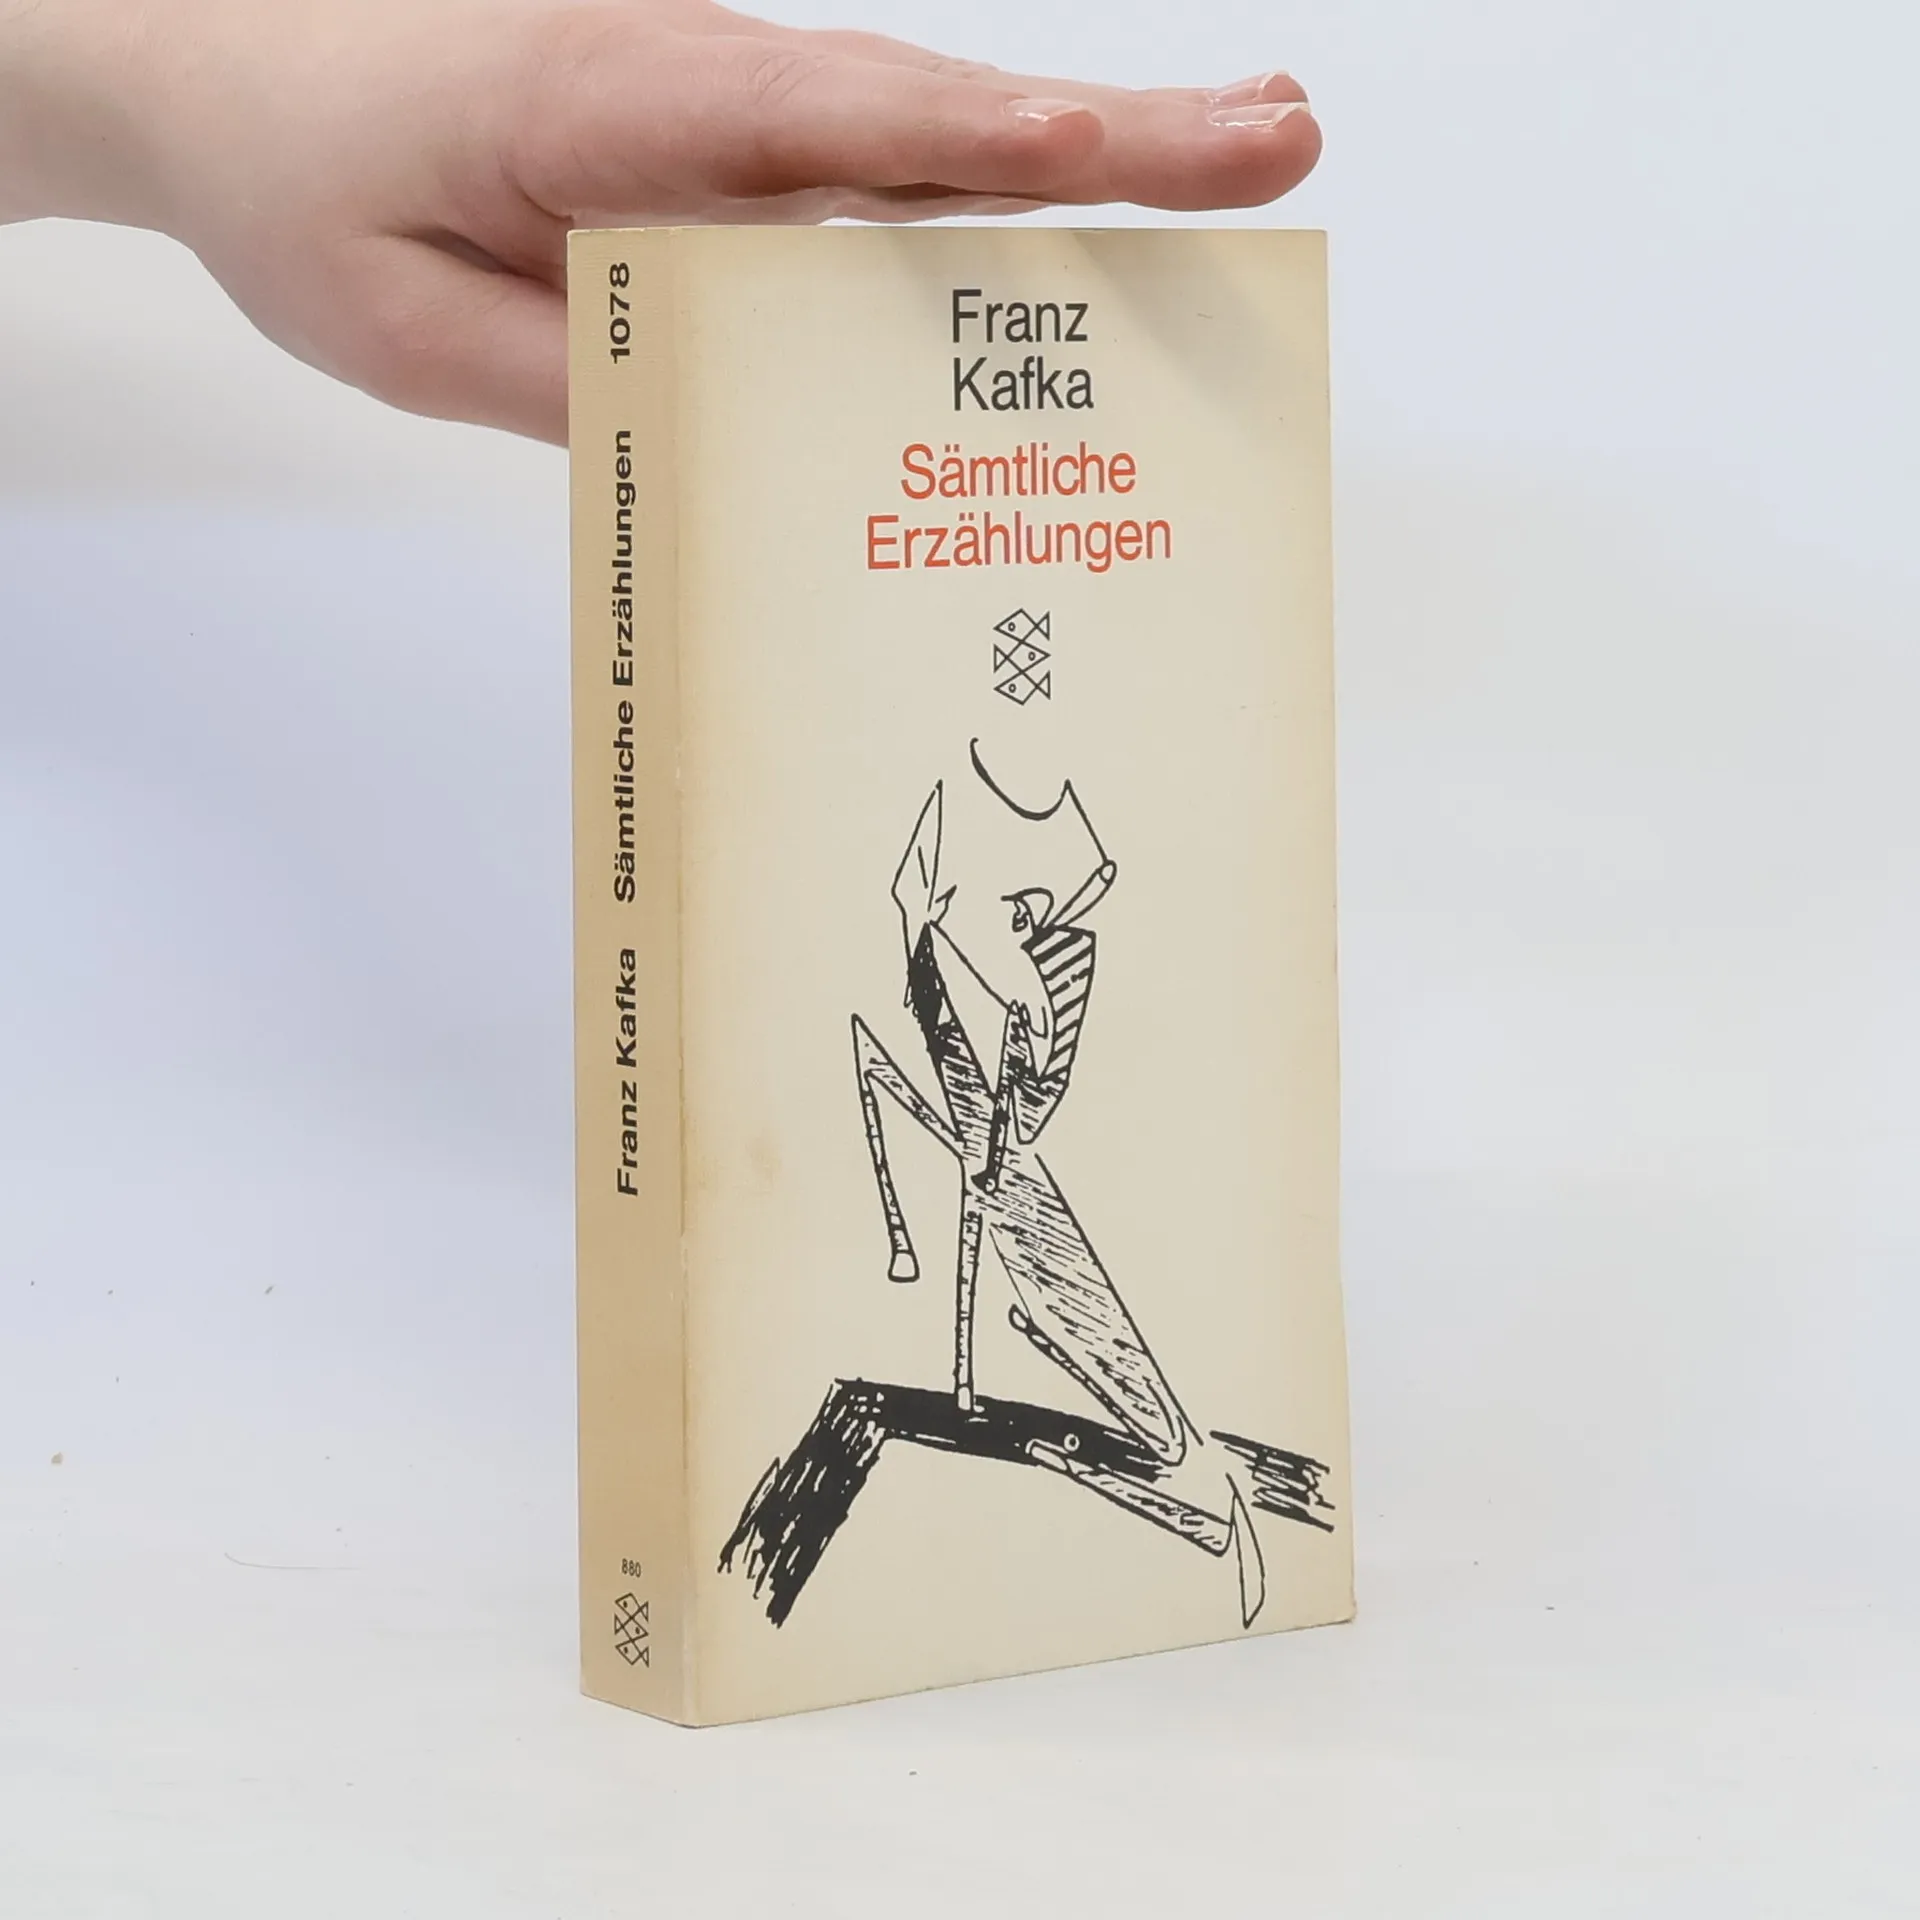 Franz
Kafka
Sämtliche
Erzählungen
Franz Kafka Sämtliche Erzählungen 1078
880